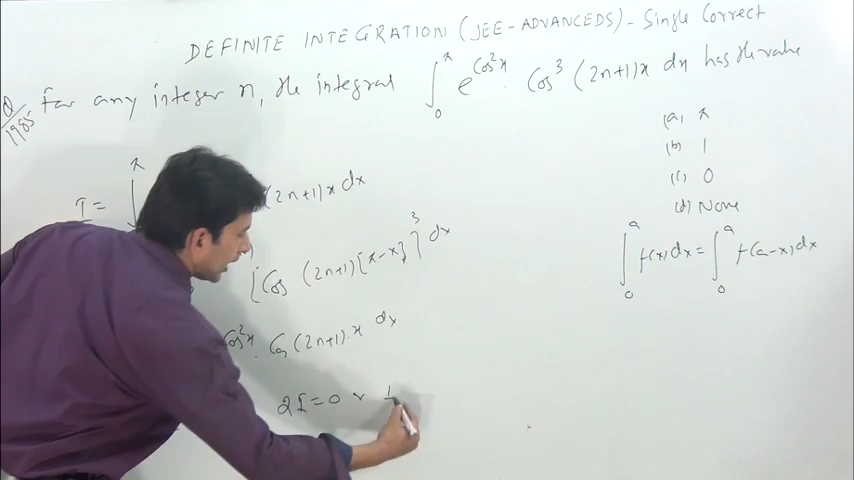 DEFINITE INTEGRATION (JEE-ADVANCEDS) - Single Correct
Q/1985 For any integer n, the integral ∫₀^π e^{cos²x} · Cos³ (2n+1)x dx has the value
(a) π
(b) 1
(c) 0
(d) None
I = ∫^π (2n+1)x dx
[Cos (2n+1)[π-x]]³ dx
cos²x · Cos (2n+1)·x dx
2I = 0
∫₀^a f(x) dx = ∫₀^a f(a-x) dx